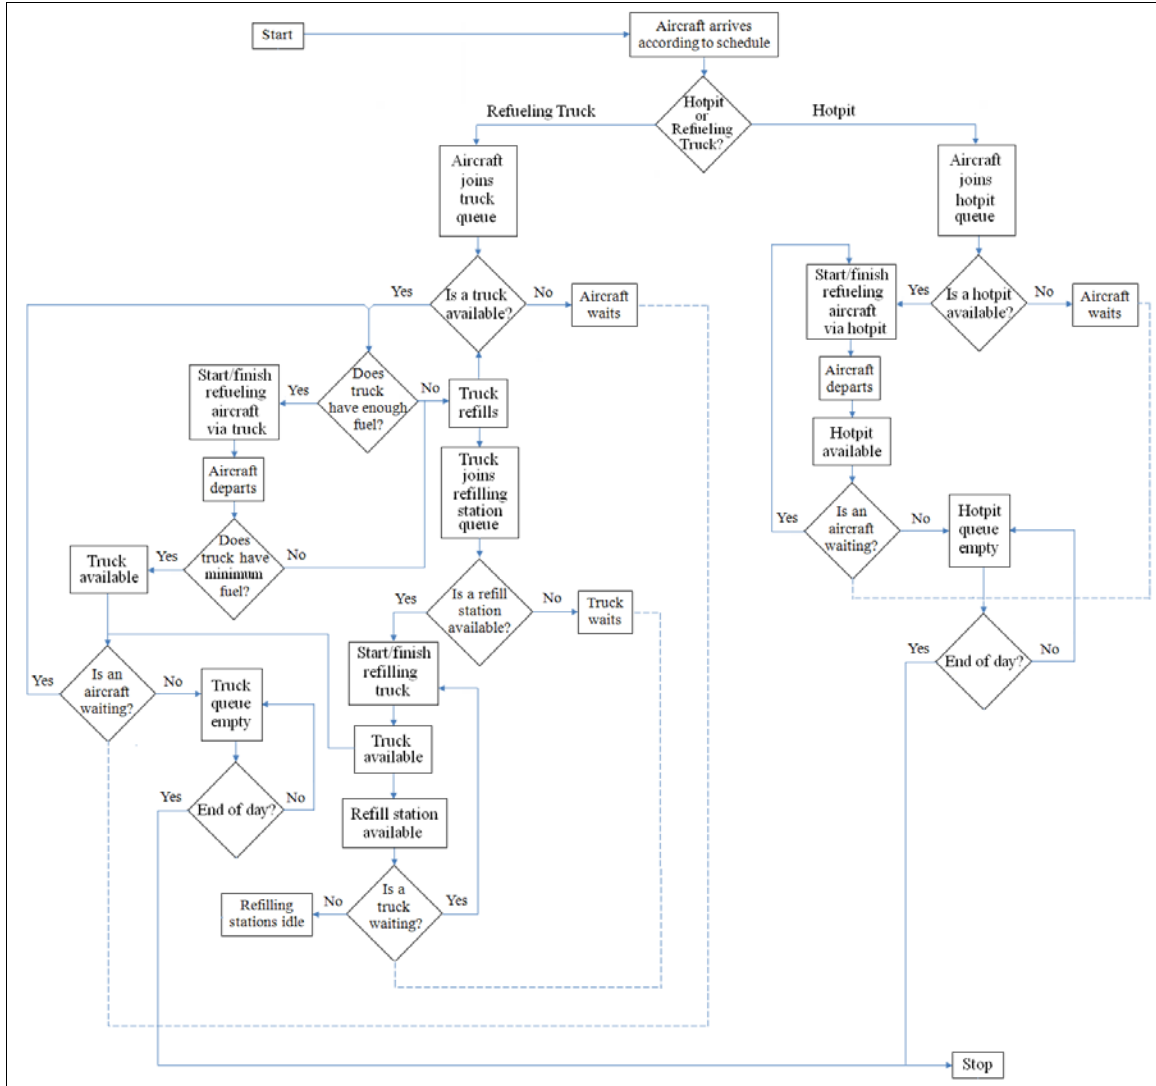 Start
Aircraft arrives
according to schedule
Hotpit
or
Refueling
Truck?
Refueling Truck
Hotpit
Aircraft
joins
truck
queue
Aircraft
joins
hotpit
queue
Is a truck
available?
Yes
No
Aircraft
waits
Start/finish
refueling
aircraft
via hotpit
Yes
Is a hotpit
available?
No
Aircraft
waits
Aircraft
departs
Hotpit
available
Is an
aircraft
waiting?
Yes
No
Hotpit
queue
empty
End of day?
Yes
No
Does
truck
have enough
fuel?
Yes
No
Start/finish
refueling
aircraft
via truck
Truck
refills
Aircraft
departs
Truck
joins
refilling
station
queue
Does
truck have
minimum
fuel?
Yes
No
Truck
available
Is a refill
station
available?
Yes
No
Truck
waits
Start/finish
refilling
truck
Is an
aircraft
waiting?
Yes
No
Truck
queue
empty
Truck
available
End of day?
Yes
No
Refill station
available
Is a
truck
waiting?
No
Yes
Refilling
stations idle
Stop